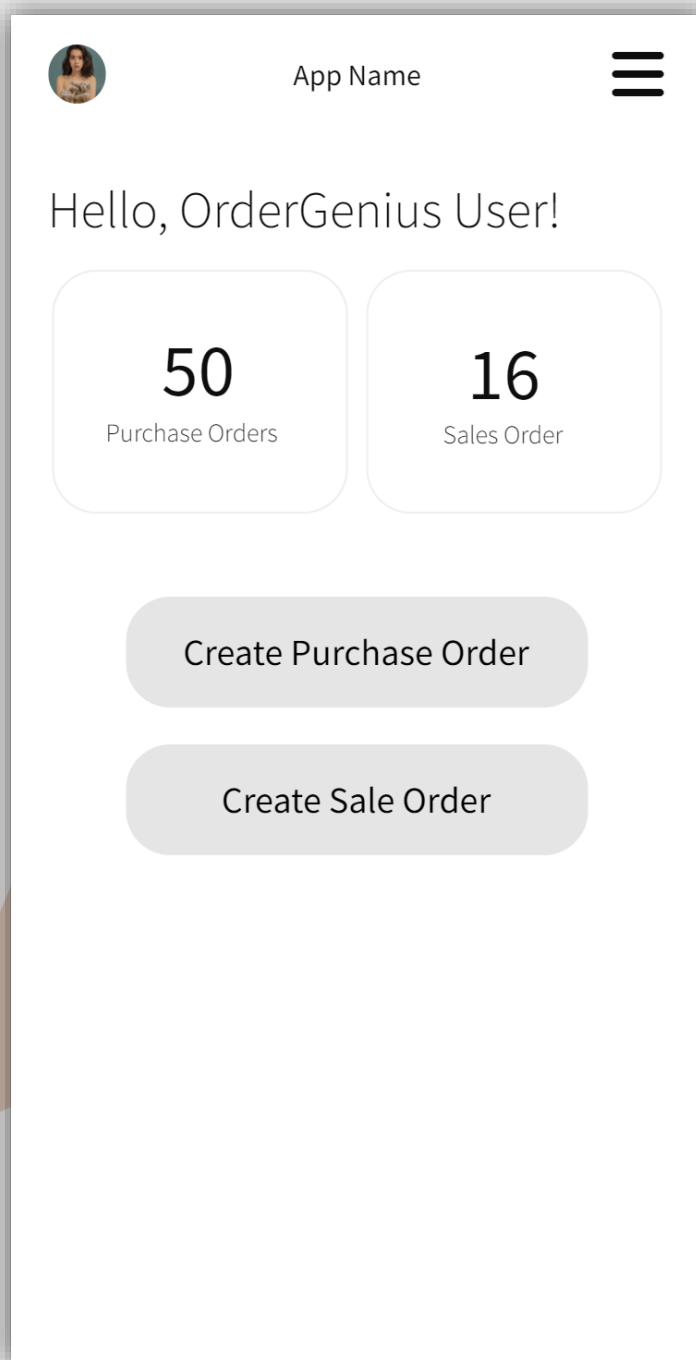 App Name
Hello, OrderGenius User!
50
Purchase Orders
16
Sales Order
Create Purchase Order
Create Sale Order